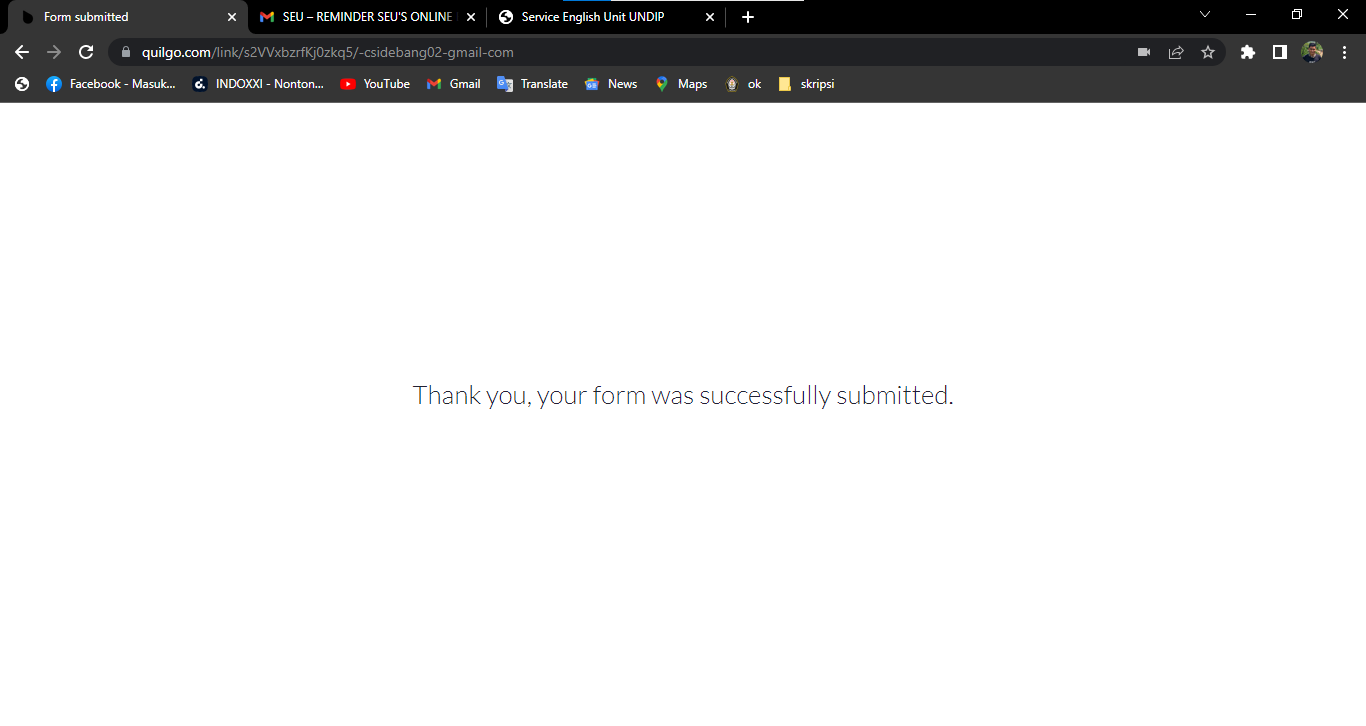 Form submitted
SEU – REMINDER SEU'S ONLINE
Service English Unit UNDIP
quilgo.com/link/s2VVxbzrfKj0zkq5/-csidebang02-gmail-com
Facebook - Masuk...
INDOXXI - Nonton...
YouTube
Gmail
Translate
News
Maps
ok
skripsi
Thank you, your form was successfully submitted.